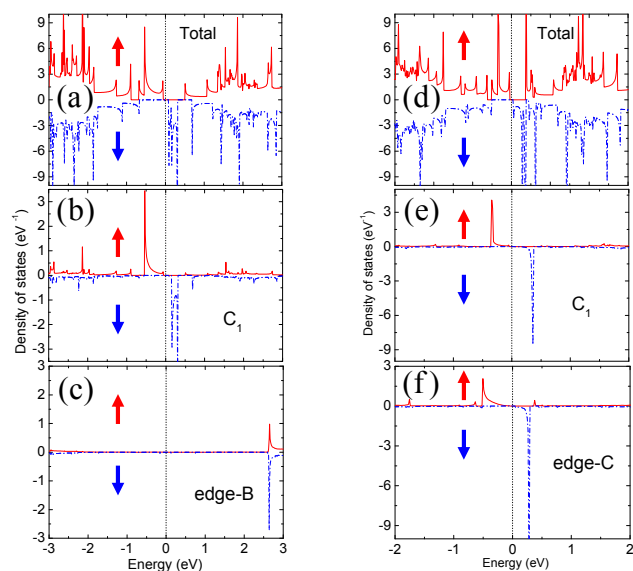 Total
9
6
3
0
-3
-6
-9
(a)
Total
9
6
3
0
-3
-6
-9
(d)
Density of states (eV⁻¹)
3
2
1
0
-1
-2
-3
(b)
C₁
Density of states (eV⁻¹)
3
0
-3
-6
-9
(e)
C₁
2
1
0
-1
-2
-3
(c)
edge-B
3
0
-3
-6
-9
(f)
edge-C
-3 -2 -1 0 1 2 3
Energy (eV)
-2 -1 0 1 2
Energy (eV)